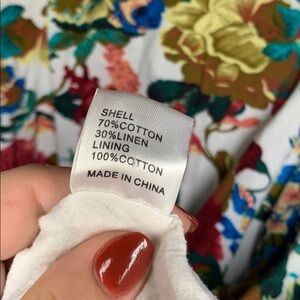 SHELL
70%COTTON
30%LINEN
LINING
100%COTTON
MADE IN CHINA